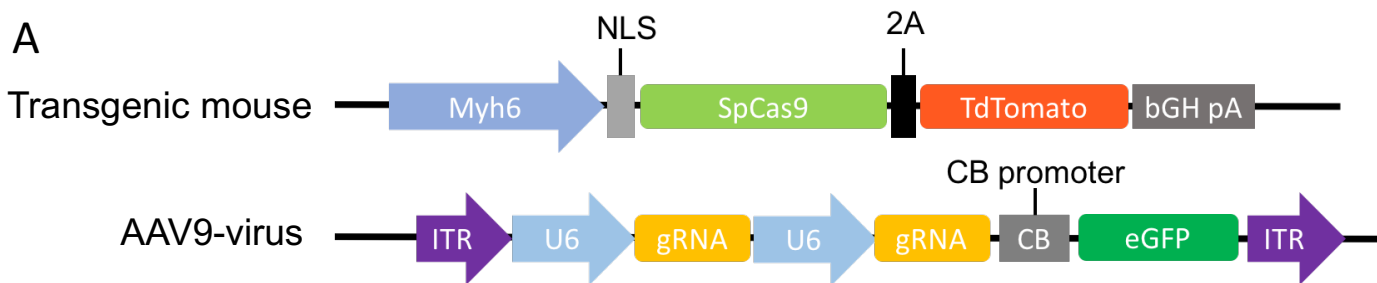 A
NLS
2A
Transgenic mouse
Myh6
SpCas9
TdTomato
bGH pA
CB promoter
AAV9-virus
ITR
U6
gRNA
U6
gRNA
CB
eGFP
ITR